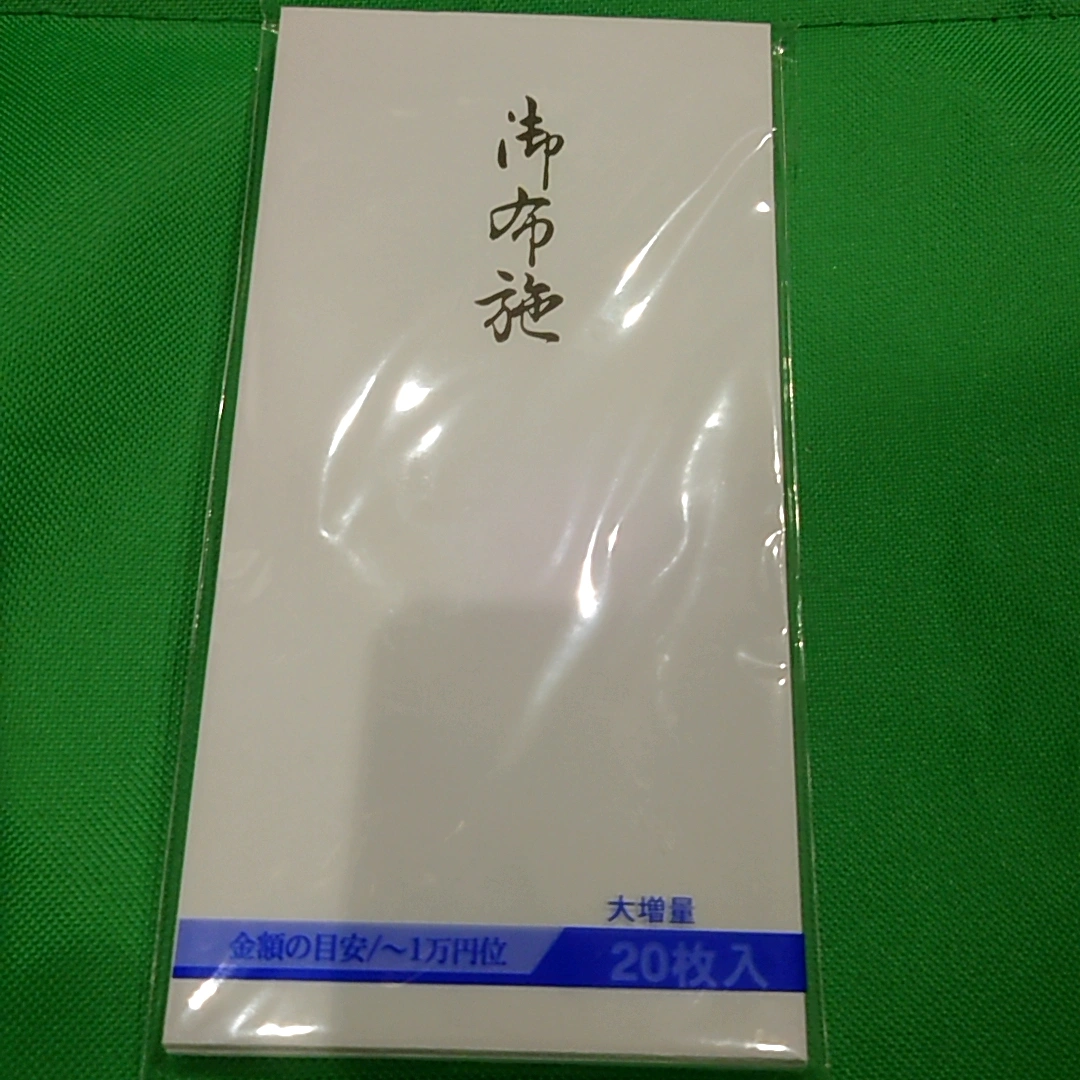 御布施
大増量
金額の目安/〜1万円位
20枚入